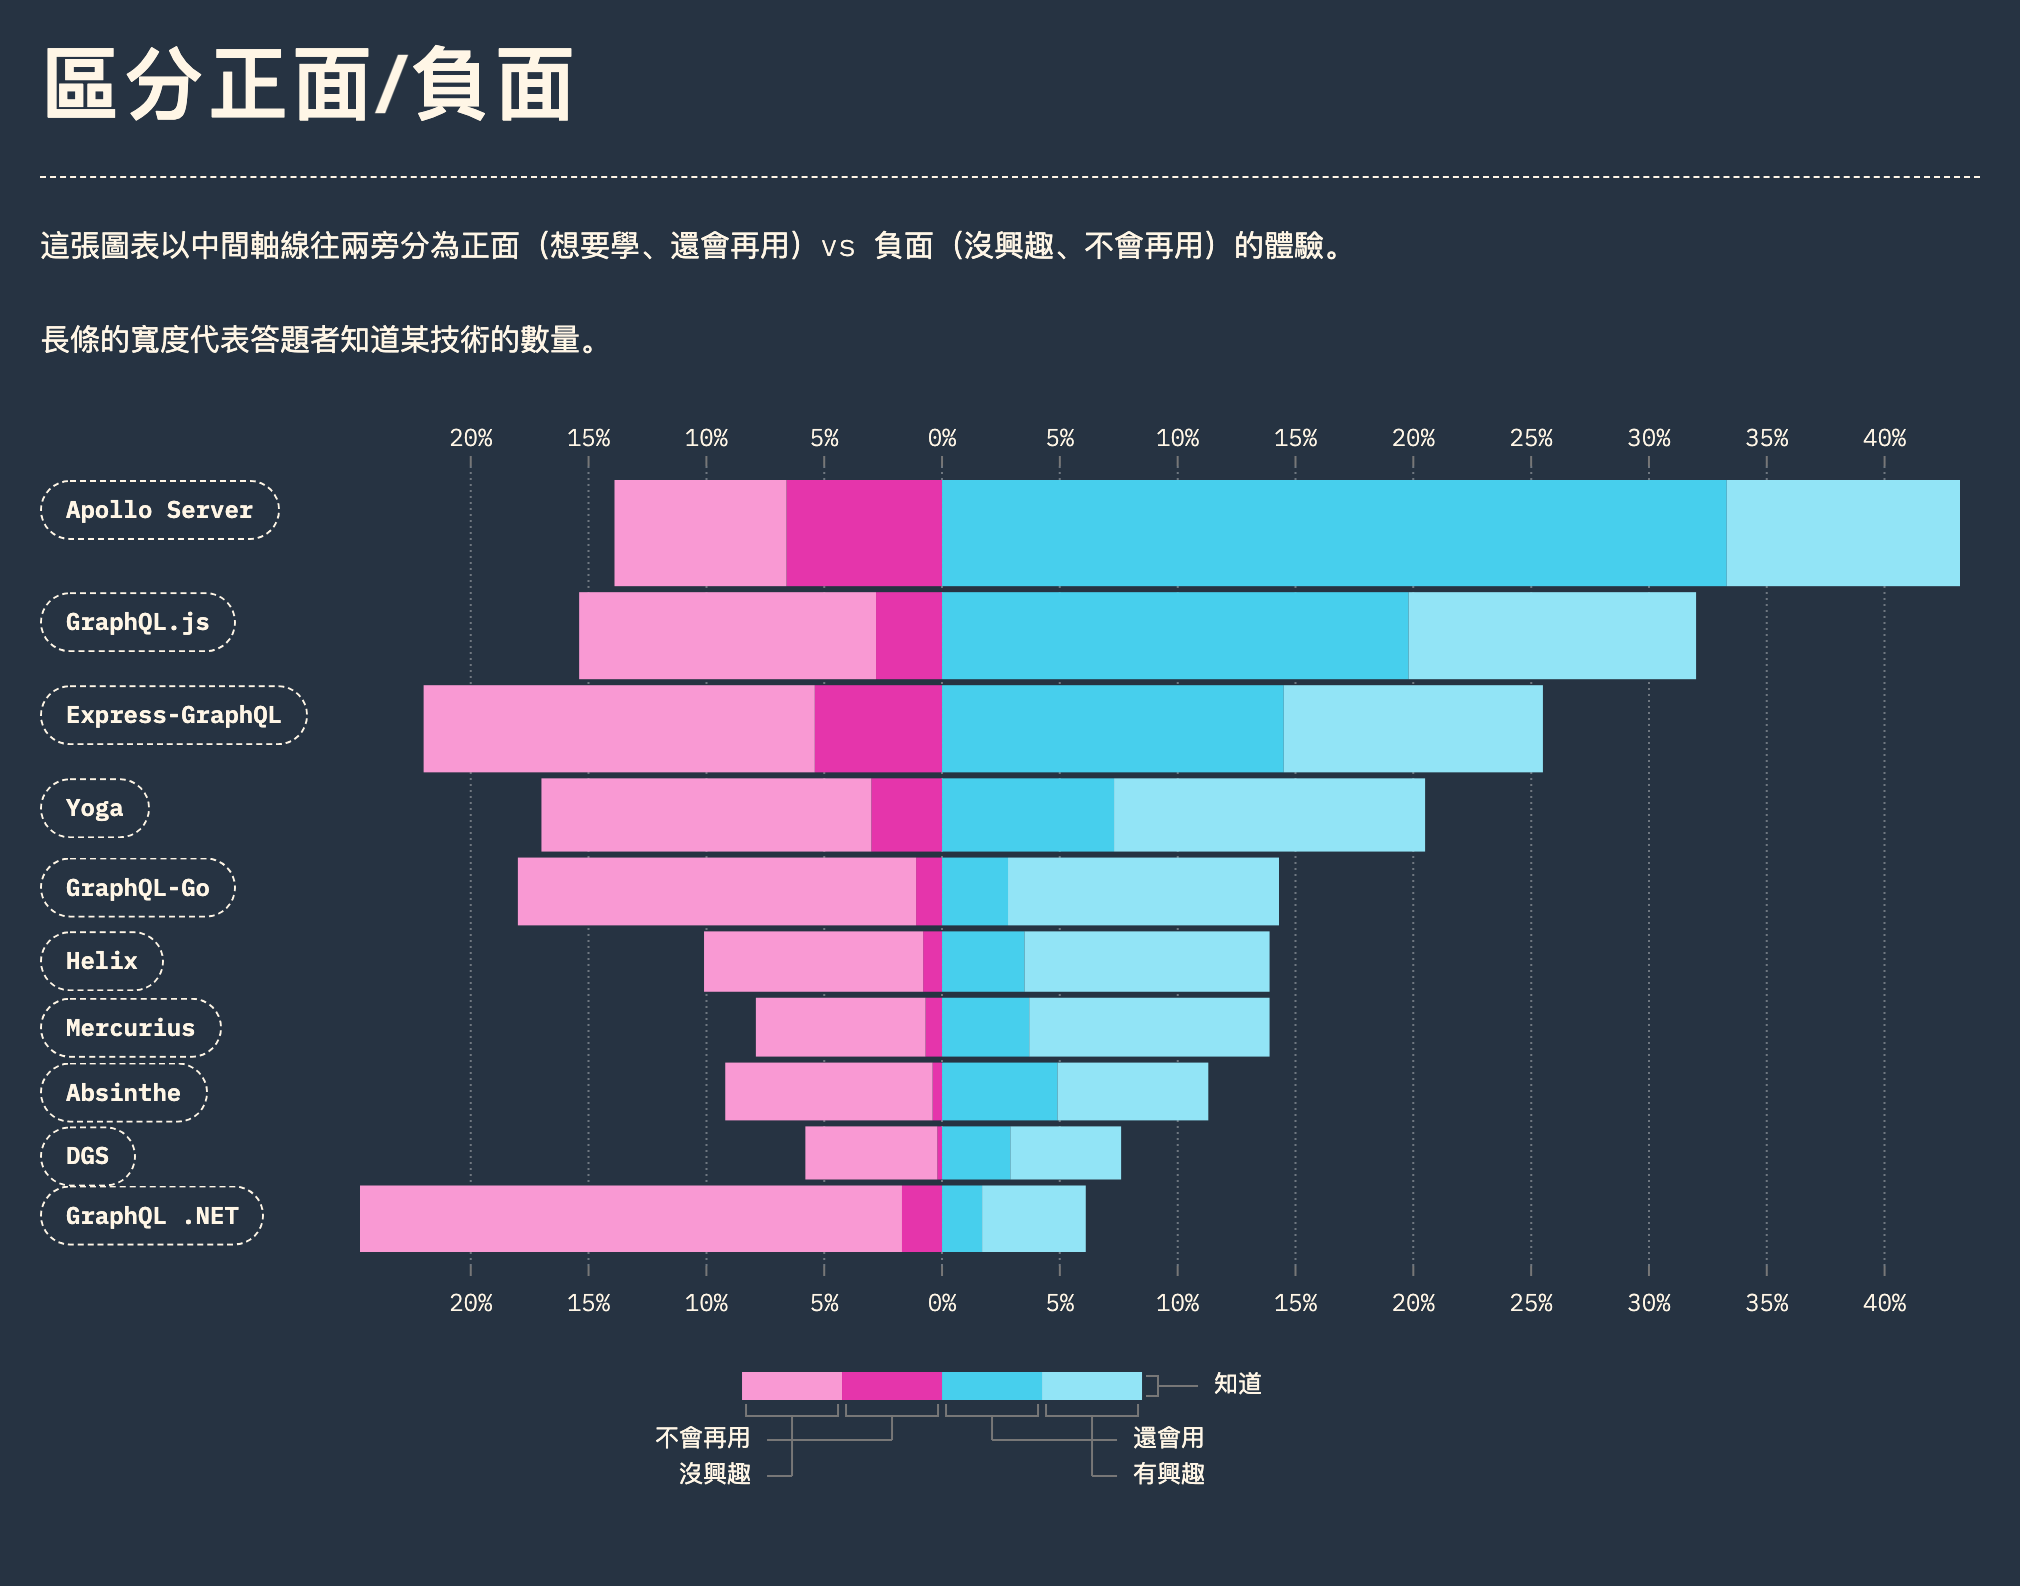 區分正面/負面
這張圖表以中間軸線往兩旁分為正面（想要學、還會再用）vs 負面（沒興趣、不會再用）的體驗。
長條的寬度代表答題者知道某技術的數量。
20% 15% 10% 5% 0% 5% 10% 15% 20% 25% 30% 35% 40%
Apollo Server
GraphQL.js
Express-GraphQL
Yoga
GraphQL-Go
Helix
Mercurius
Absinthe
DGS
GraphQL .NET
20% 15% 10% 5% 0% 5% 10% 15% 20% 25% 30% 35% 40%
知道
不會再用 還會用
沒興趣 有興趣